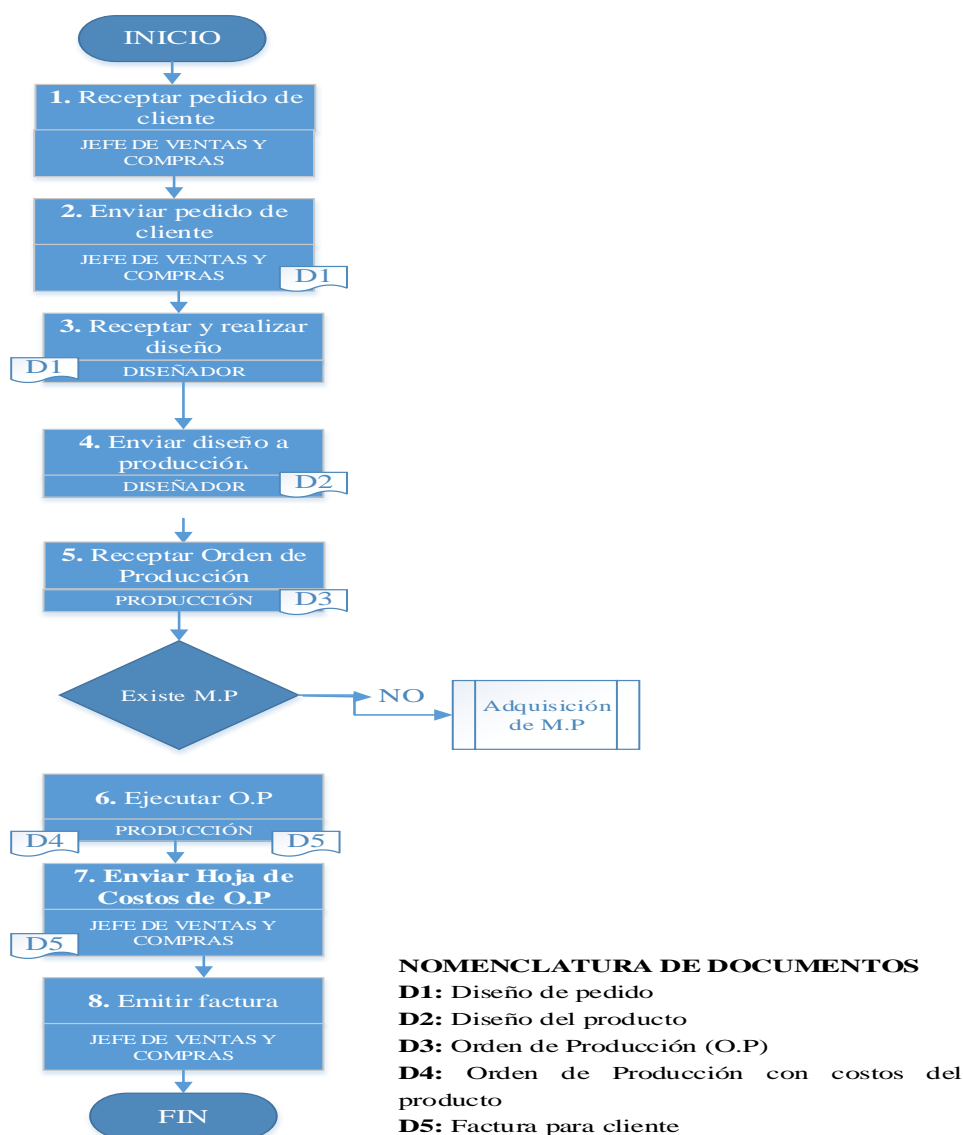 INICIO
1. Receptar pedido de
cliente
JEFE DE VENTAS Y
COMPRAS
2. Enviar pedido de
cliente
JEFE DE VENTAS Y
COMPRAS
D1
3. Receptar y realizar
diseño
D1
DISEÑADOR
4. Enviar diseño a
producción
DISEÑADOR
D2
5. Receptar Orden de
Producción
PRODUCCIÓN
D3
Existe M.P
NO
Adquisición
de M.P
6. Ejecutar O.P
PRODUCCIÓN
D4
D5
7. Enviar Hoja de
Costos de O.P
JEFE DE VENTAS Y
COMPRAS
D5
8. Emitir factura
JEFE DE VENTAS Y
COMPRAS
FIN
NOMENCLATURA DE DOCUMENTOS
D1: Diseño de pedido
D2: Diseño del producto
D3: Orden de Producción (O.P)
D4: Orden de Producción con costos del
producto
D5: Factura para cliente